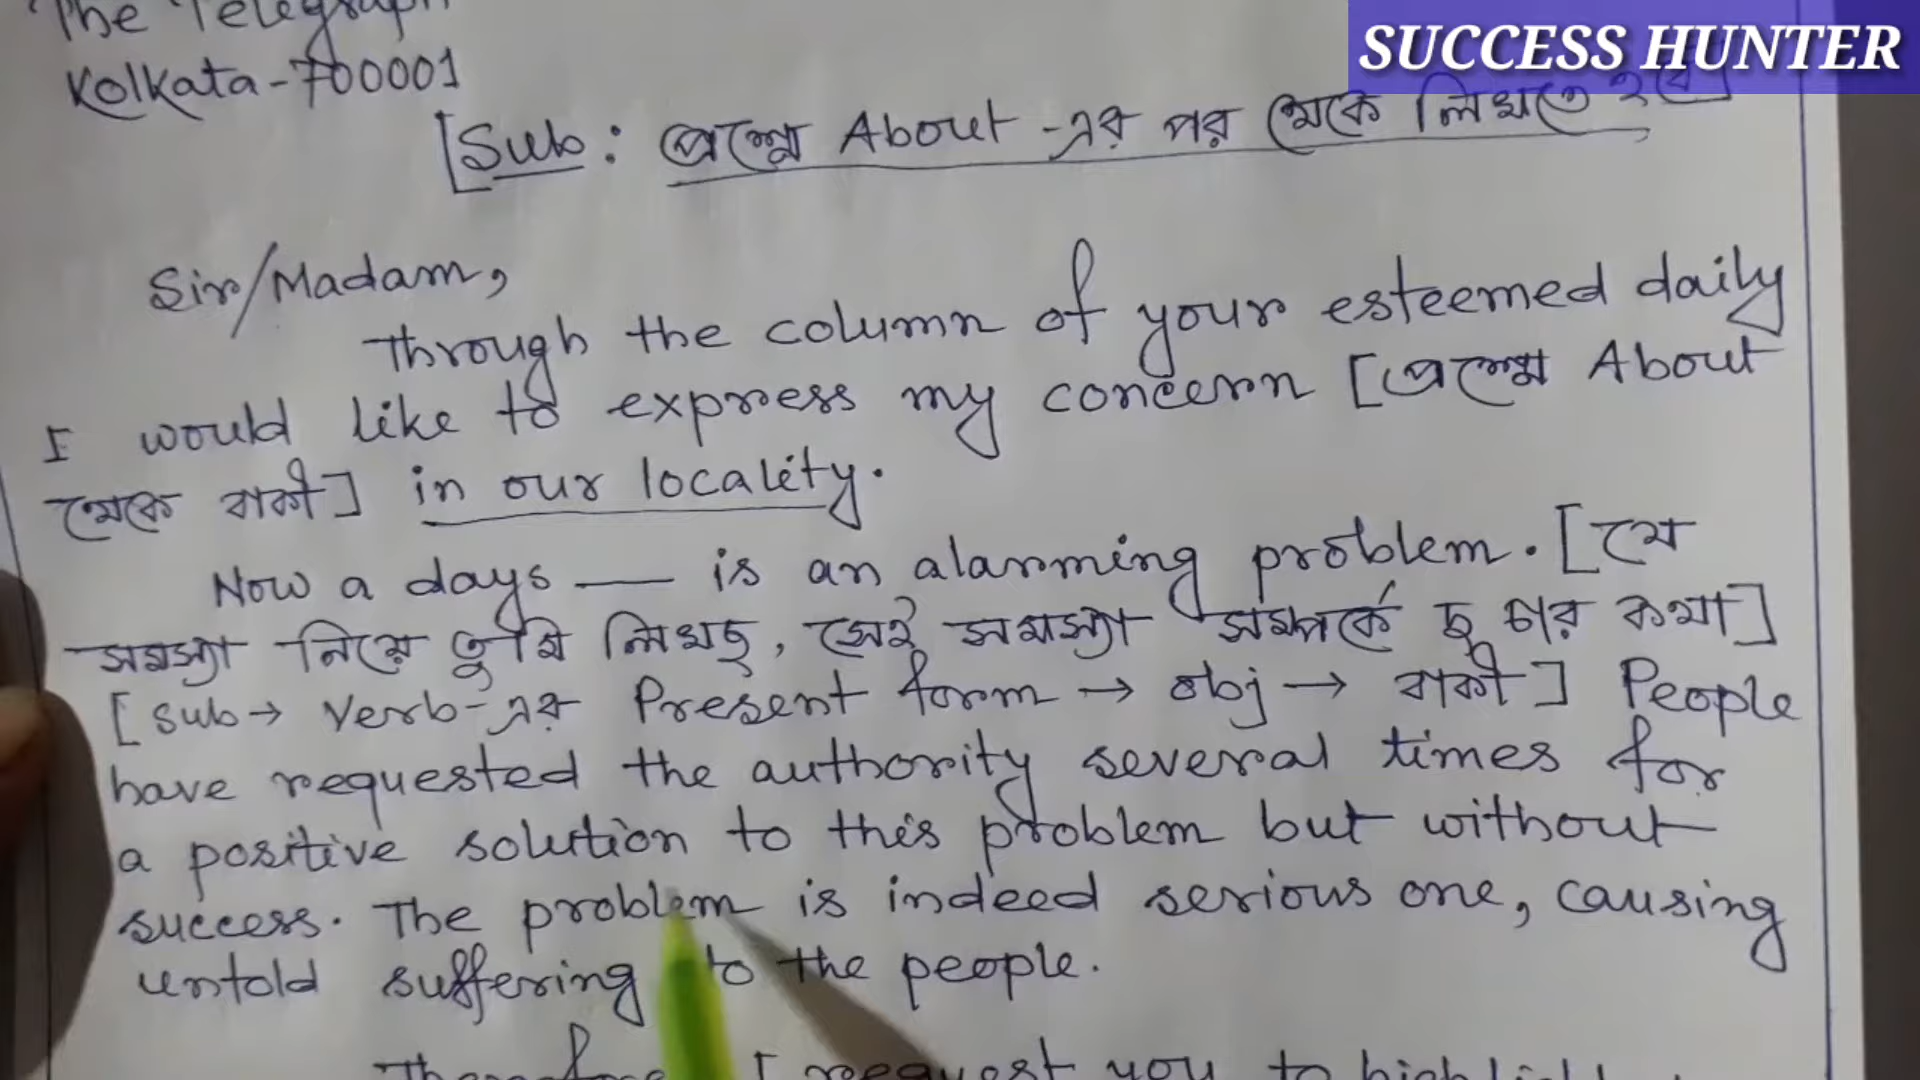 The Telegraph
Kolkata-700001
SUCCESS HUNTER
[Sub: প্রশ্নে About -এর পর থেকে লিখতে হবে]
Sir/Madam,
Through the column of your esteemed daily
I would like to express my concern [প্রশ্নে About
থেকে বাকী] in our locality.
Now a days — is an alarming problem. [যে
সমস্যা নিয়ে তুমি লিখছ, সেই সমস্যা সম্পর্কে দু চার কথা]
[Sub → Verb-এর Present form → obj → বাকী] People
have requested the authority several times for
a positive solution to this problem but without
success. The problem is indeed serious one, causing
untold suffering to the people.
Therefore I request you to highlight